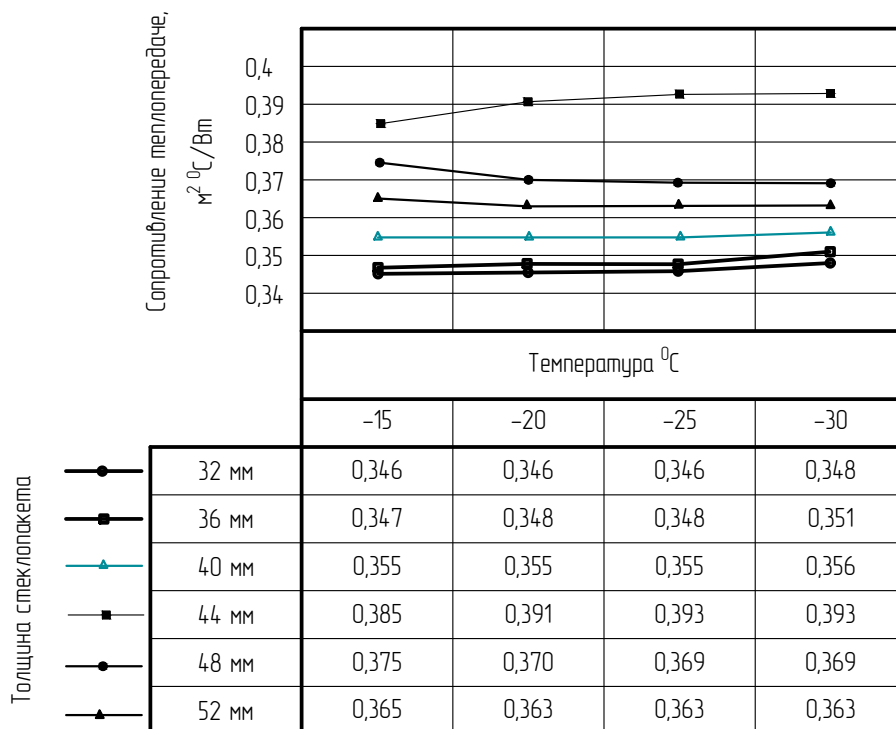 Сопротивление теплопередаче,
м² ⁰С/Вт
0,4
0,39
0,38
0,37
0,36
0,35
0,34
Температура ⁰С
–15 –20 –25 –30
Толщина стеклопакета
32 мм 0,346 0,346 0,346 0,348
36 мм 0,347 0,348 0,348 0,351
40 мм 0,355 0,355 0,355 0,356
44 мм 0,385 0,391 0,393 0,393
48 мм 0,375 0,370 0,369 0,369
52 мм 0,365 0,363 0,363 0,363